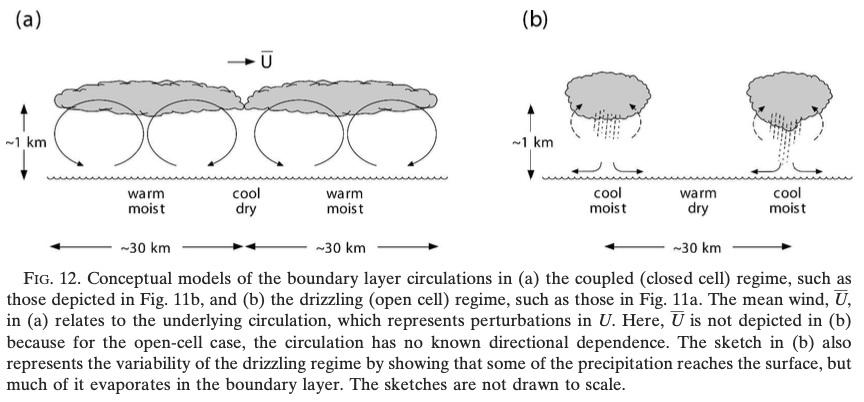 (a)
(b)
U̅
~1 km
~1 km
warm moist
cool dry
warm moist
cool moist
warm dry
cool moist
~30 km
~30 km
~30 km
FIG. 12. Conceptual models of the boundary layer circulations in (a) the coupled (closed cell) regime, such as
those depicted in Fig. 11b, and (b) the drizzling (open cell) regime, such as those in Fig. 11a. The mean wind, U̅,
in (a) relates to the underlying circulation, which represents perturbations in U. Here, U̅ is not depicted in (b)
because for the open-cell case, the circulation has no known directional dependence. The sketch in (b) also
represents the variability of the drizzling regime by showing that some of the precipitation reaches the surface, but
much of it evaporates in the boundary layer. The sketches are not drawn to scale.